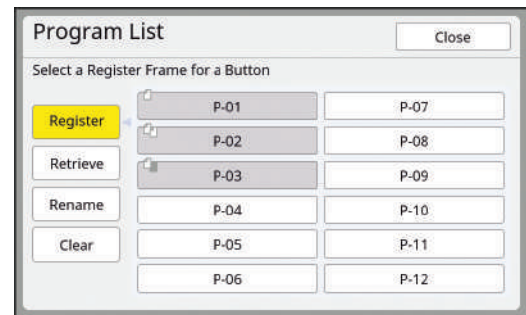 Program List
Close
Select a Register Frame for a Button
Register
Retrieve
Rename
Clear
P-01
P-02
P-03
P-04
P-05
P-06
P-07
P-08
P-09
P-10
P-11
P-12